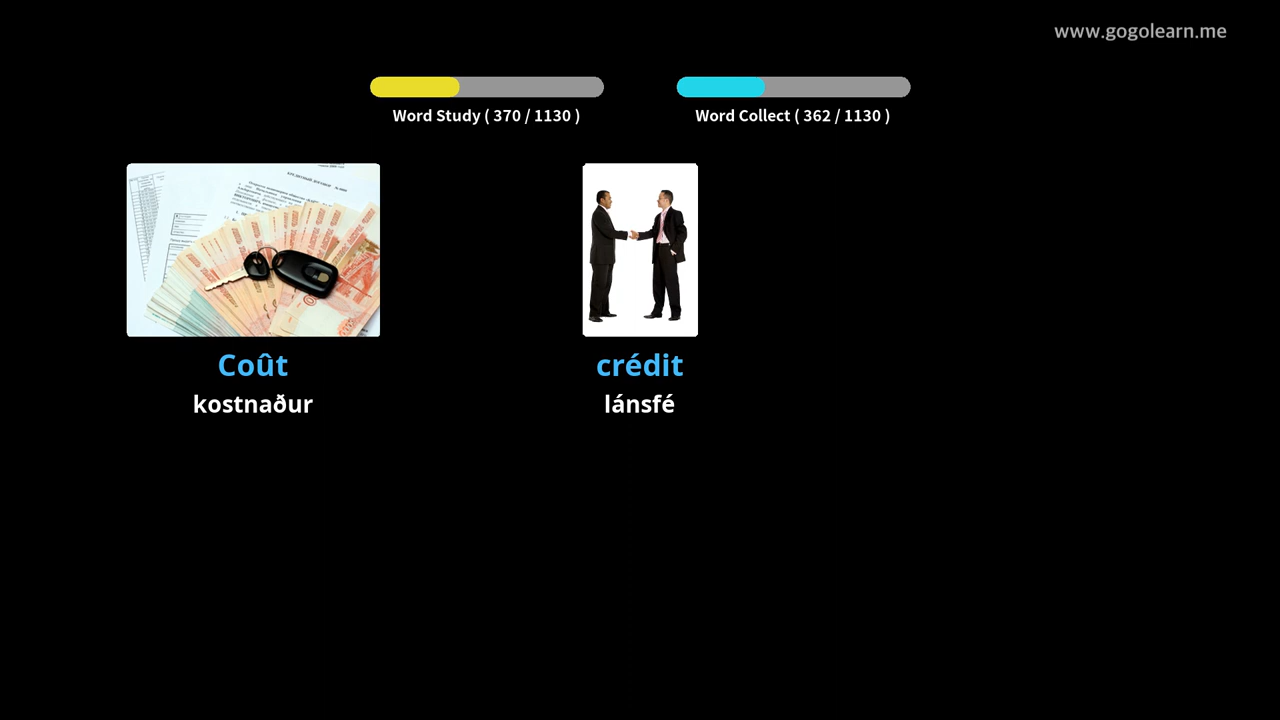 www.gogolearn.me
Word Study ( 370 / 1130 )
Word Collect ( 362 / 1130 )
Coût
kostnaður
crédit
lánsfé